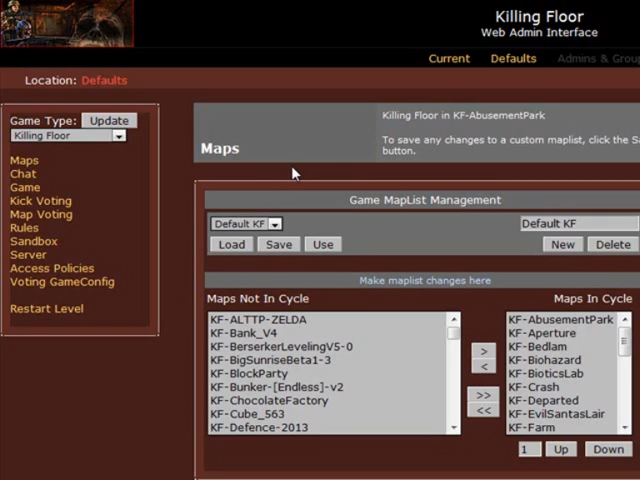 Killing Floor
Web Admin Interface
Current Defaults Admins & Grou
Location: Defaults
Game Type: Update
Killing Floor
Maps
Chat
Game
Kick Voting
Map Voting
Rules
Sandbox
Server
Access Policies
Voting GameConfig
Restart Level
Maps
Killing Floor in KF-AbusementPark
To save any changes to a custom maplist, click the Sa
button.
Game MapList Management
Default KF
Default KF
Load Save Use
New Delete
Make maplist changes here
Maps Not In Cycle
KF-ALTTP-ZELDA
KF-Bank_V4
KF-BerserkerLevelingV5-0
KF-BigSunriseBeta1-3
KF-BlockParty
KF-Bunker-[Endless]-v2
KF-ChocolateFactory
KF-Cube_563
KF-Defence-2013
>
<
>>
<<
Maps In Cycle
KF-AbusementPark
KF-Aperture
KF-Bedlam
KF-Biohazard
KF-BioticsLab
KF-Crash
KF-Departed
KF-EvilSantasLair
KF-Farm
1 Up Down